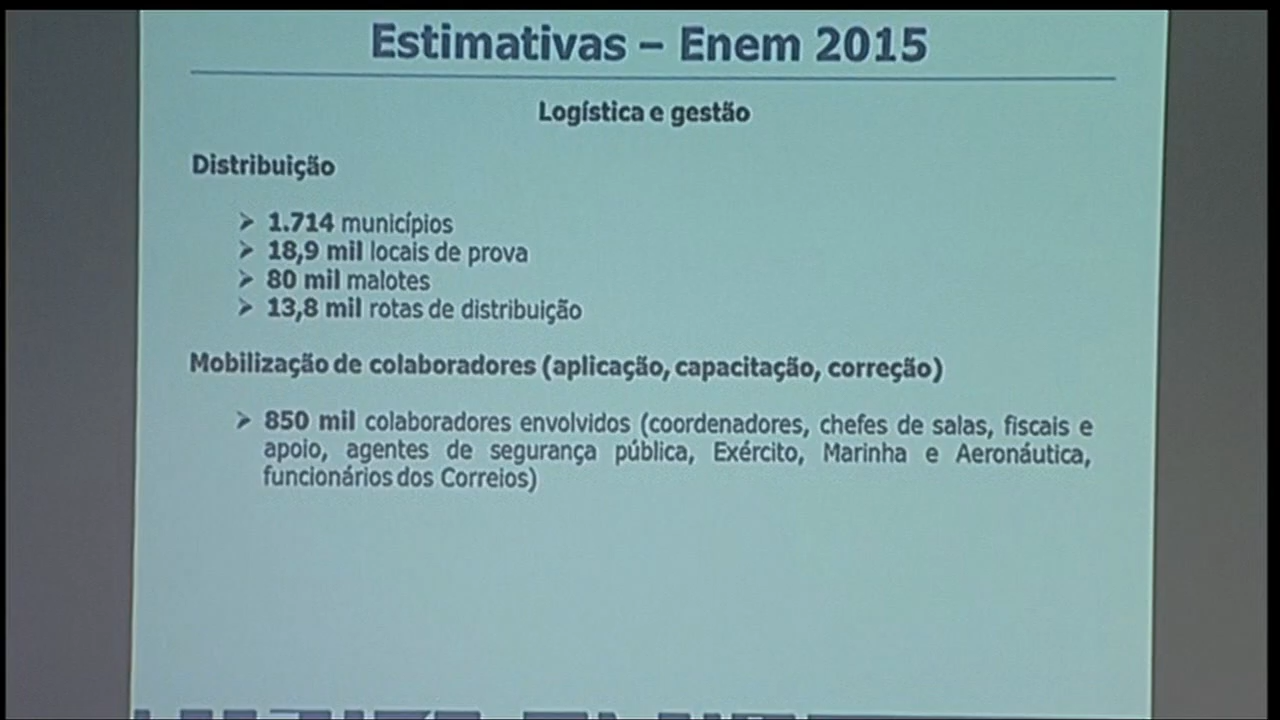 Estimativas – Enem 2015
Logística e gestão
Distribuição
➢ 1.714 municípios
➢ 18,9 mil locais de prova
➢ 80 mil malotes
➢ 13,8 mil rotas de distribuição
Mobilização de colaboradores (aplicação, capacitação, correção)
➢ 850 mil colaboradores envolvidos (coordenadores, chefes de salas, fiscais e
apoio, agentes de segurança pública, Exército, Marinha e Aeronáutica,
funcionários dos Correios)